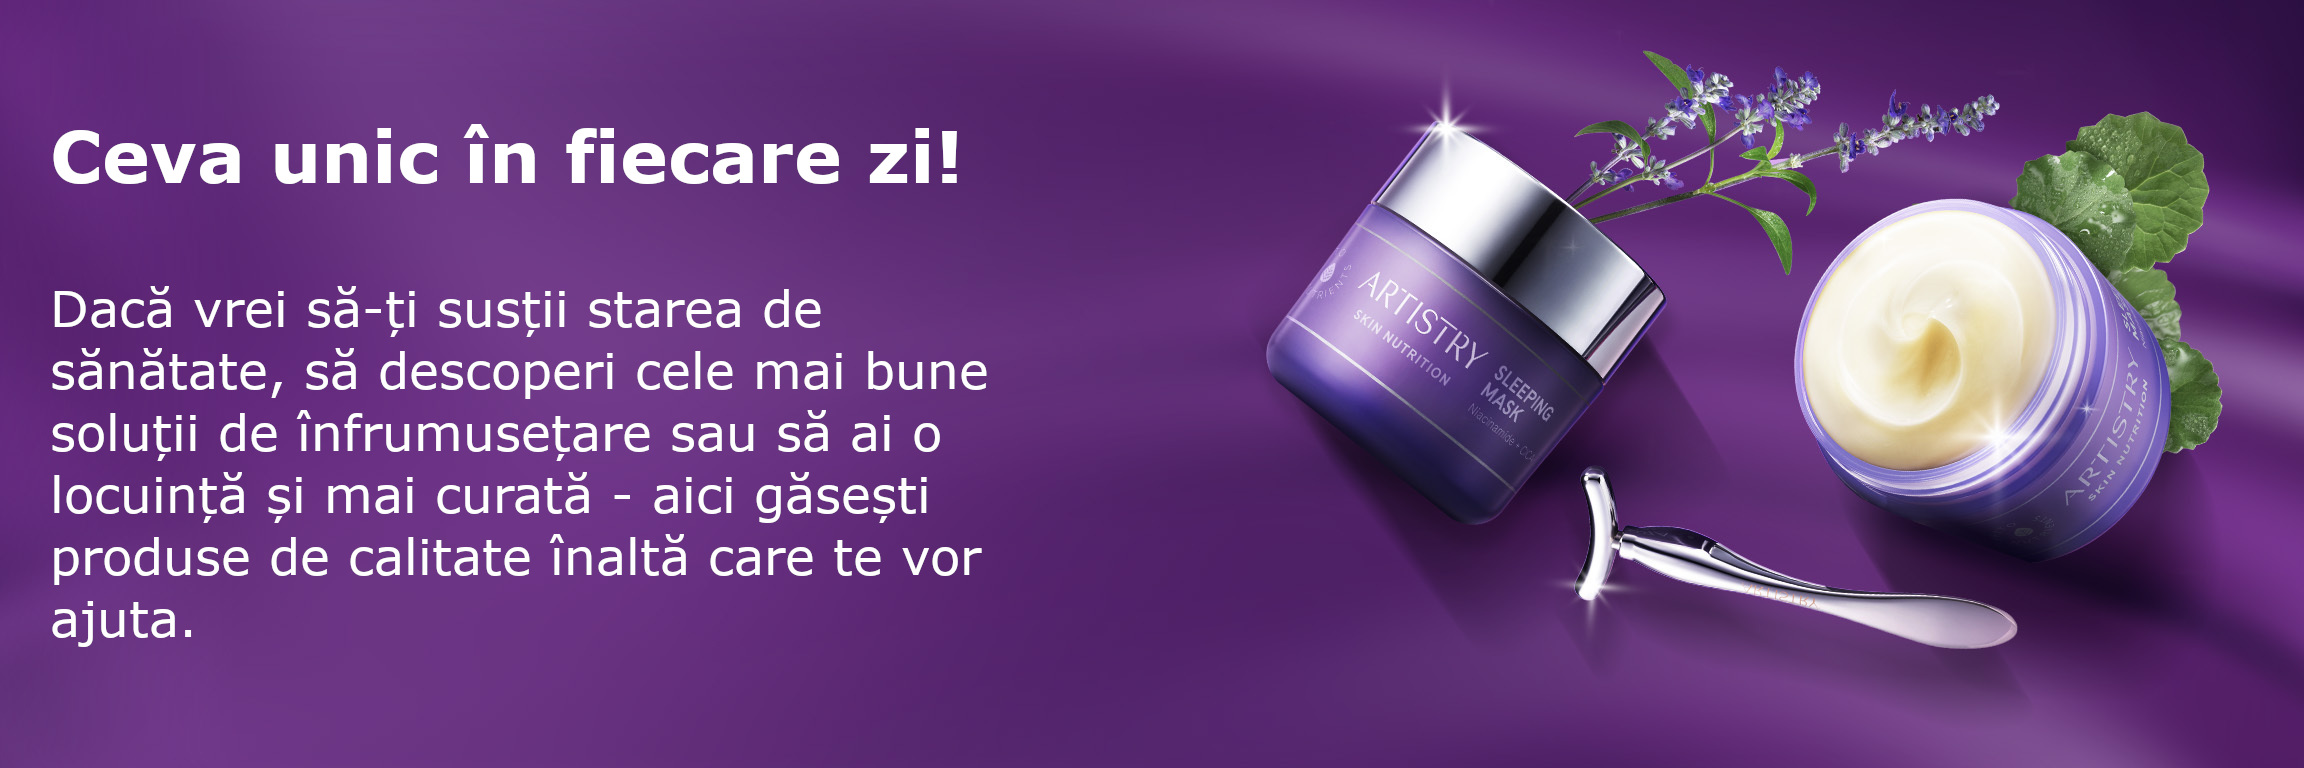 Ceva unic în fiecare zi!
Dacă vrei să-ți susții starea de
sănătate, să descoperi cele mai bune
soluții de înfrumusețare sau să ai o
locuință și mai curată - aici găsești
produse de calitate înaltă care te vor
ajuta.
ARTISTRY
SKIN NUTRITION
SLEEPING
MASK
Niacinamide +
ARTISTRY
SKIN NUTRITION